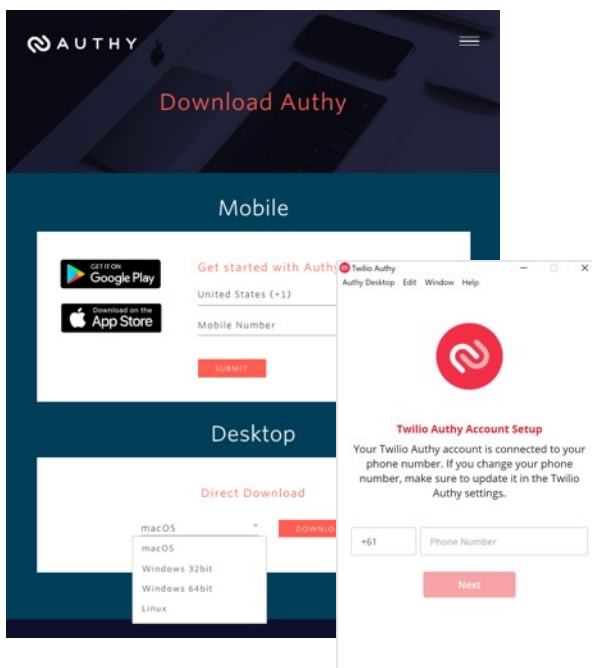 AUTHY
Download Authy
Mobile
GET IT ON
Google Play
Download on the
App Store
Get started with Auth
United States (+1)
Mobile Number
SUBMIT
Desktop
Direct Download
macOS
DOWNLO
macOS
Windows 32bit
Windows 64bit
Linux
Twilio Authy
Authy Desktop Edit Window Help
Twilio Authy Account Setup
Your Twilio Authy account is connected to your
phone number. If you change your phone
number, make sure to update it in the Twilio
Authy settings.
+61
Phone Number
Next